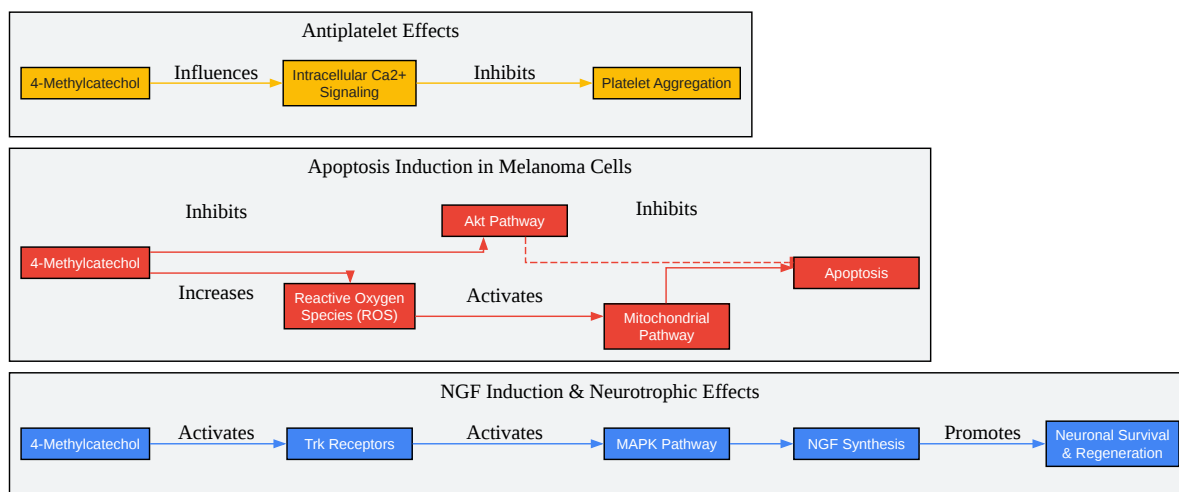 Antiplatelet Effects
4-Methylcatechol
Influences
Intracellular Ca2+
Signaling
Inhibits
Platelet Aggregation
Apoptosis Induction in Melanoma Cells
Inhibits
Akt Pathway
Inhibits
4-Methylcatechol
Apoptosis
Increases
Reactive Oxygen
Species (ROS)
Activates
Mitochondrial
Pathway
NGF Induction & Neurotrophic Effects
4-Methylcatechol
Activates
Trk Receptors
Activates
MAPK Pathway
NGF Synthesis
Promotes
Neuronal Survival
& Regeneration